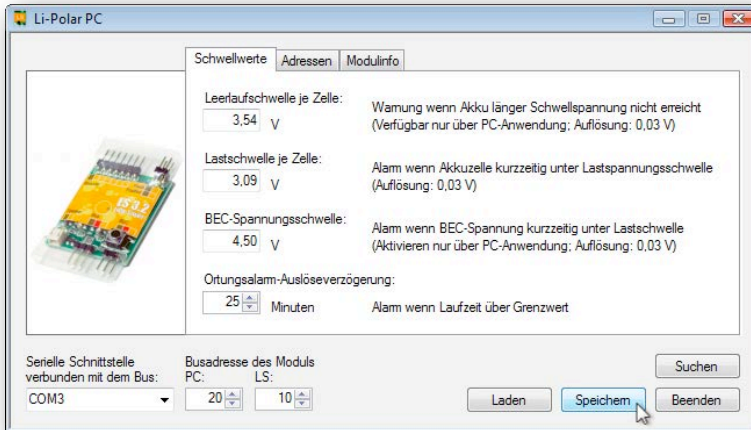 Li-Polar PC
Schwellwerte Adressen Modulinfo
Leerlaufschwelle je Zelle:
3,54 V
Warnung wenn Akku länger Schwellspannung nicht erreicht
(Verfügbar nur über PC-Anwendung; Auflösung: 0,03 V)
Lastschwelle je Zelle:
3,09 V
Alarm wenn Akkuzelle kurzzeitig unter Lastspannungsschwelle
(Auflösung: 0,03 V)
BEC-Spannungsschwelle:
4,50 V
Alarm wenn BEC-Spannung kurzzeitig unter Lastschwelle
(Aktivieren nur über PC-Anwendung; Auflösung: 0,03 V)
Ortungsalarm-Auslöseverzögerung:
25 Minuten
Alarm wenn Laufzeit über Grenzwert
Serielle Schnittstelle
verbunden mit dem Bus:
COM3
Busadresse des Moduls
PC: LS:
20 10
Suchen
Laden Speichern Beenden